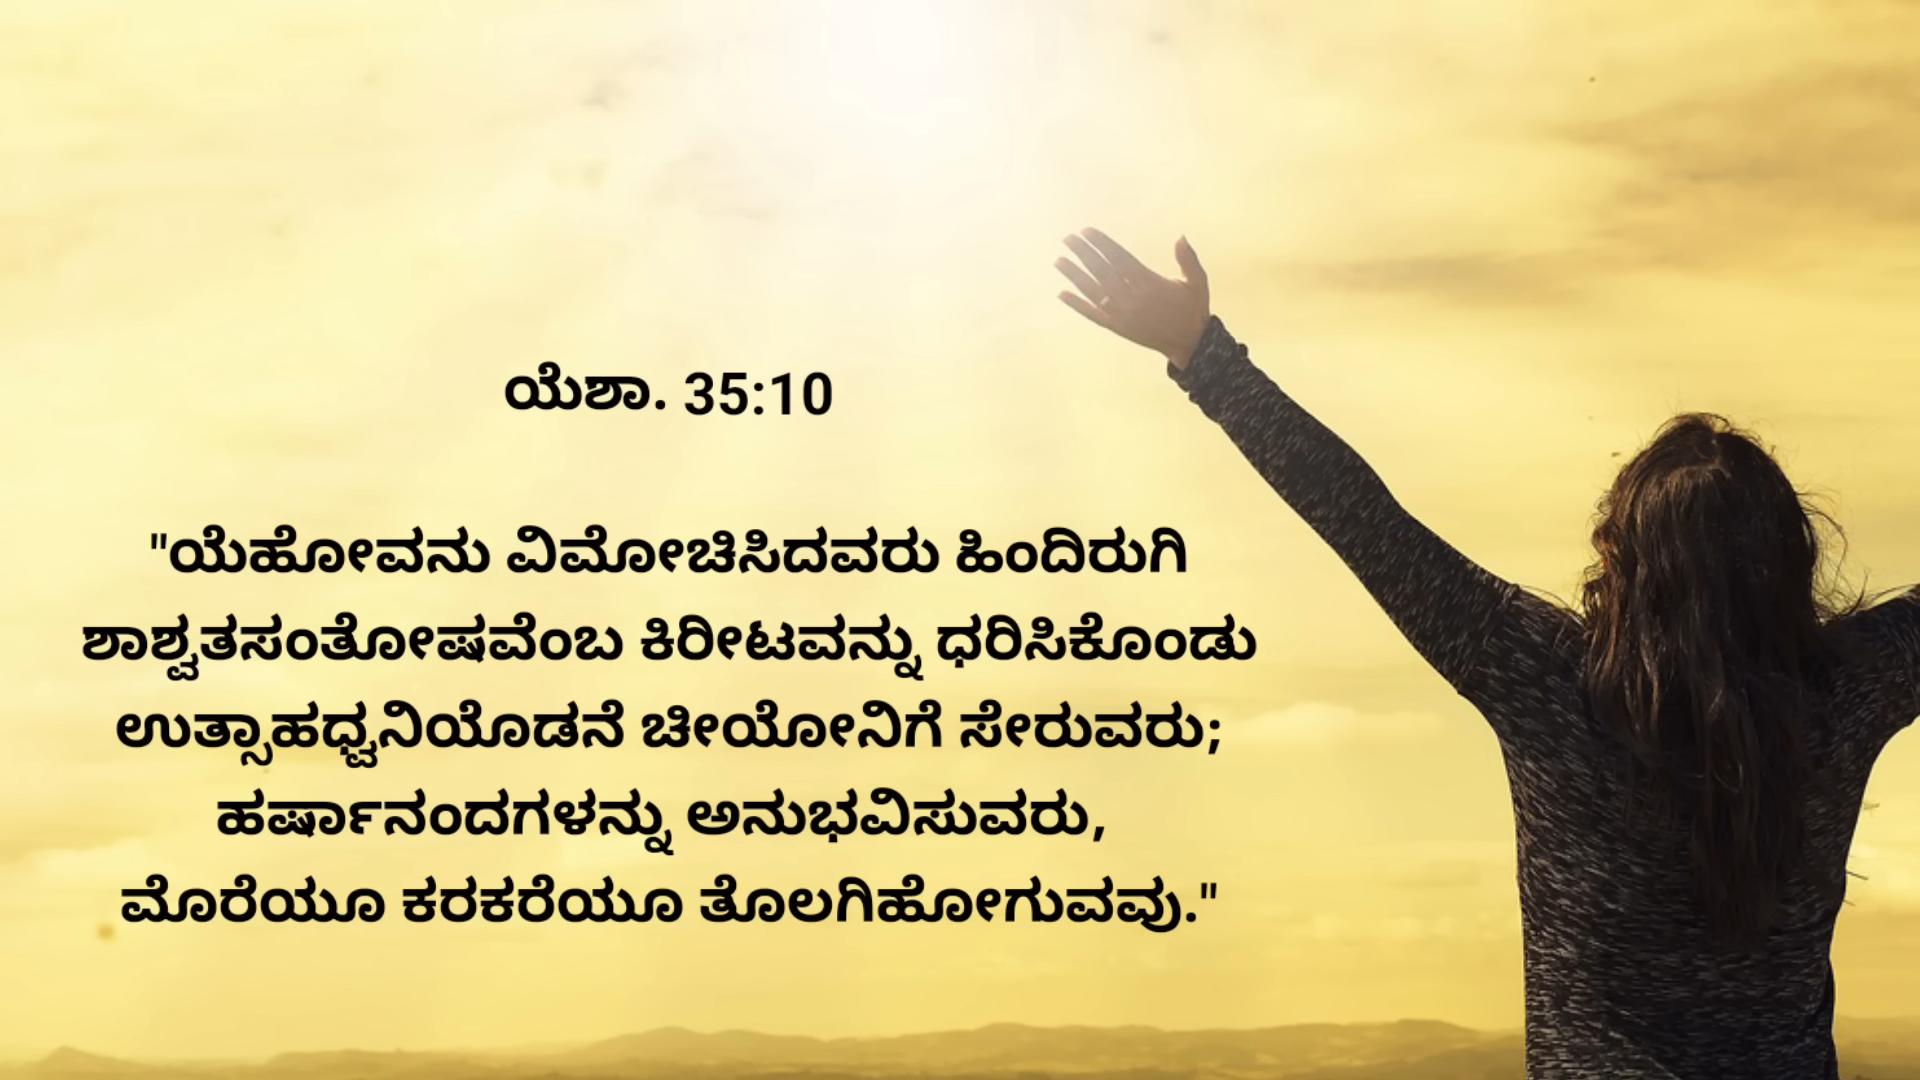 ಯೆಶಾ. 35:10
"ಯೆಹೋವನು ವಿಮೋಚಿಸಿದವರು ಹಿಂದಿರುಗಿ
ಶಾಶ್ವತಸಂತೋಷವೆಂಬ ಕಿರೀಟವನ್ನು ಧರಿಸಿಕೊಂಡು
ಉತ್ಸಾಹಧ್ವನಿಯೊಡನೆ ಚೀಯೋನಿಗೆ ಸೇರುವರು;
ಹರ್ಷಾನಂದಗಳನ್ನು ಅನುಭವಿಸುವರು,
ಮೊರೆಯೂ ಕರಕರೆಯೂ ತೊಲಗಿಹೋಗುವವು."